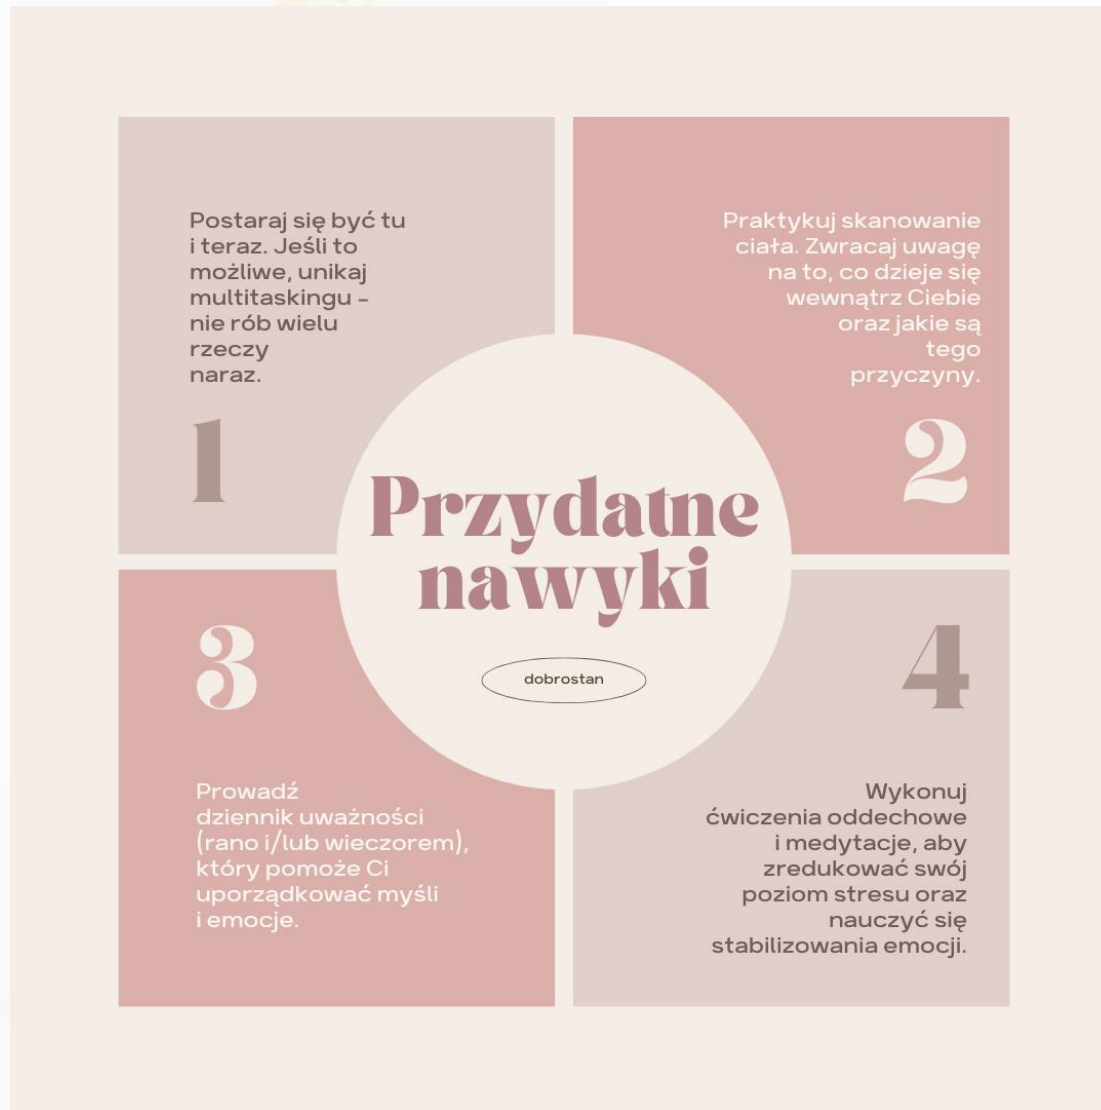 Postaraj się być tu
i teraz. Jeśli to
możliwe, unikaj
multitaskingu –
nie rób wielu
rzeczy
naraz.
1
Praktykuj skanowanie
ciała. Zwracaj uwagę
na to, co dzieje się
wewnątrz Ciebie
oraz jakie są
tego
przyczyny.
2
Przydatne
nawyki
dobrostan
3
Prowadź
dziennik uważności
(rano i/lub wieczorem),
który pomoże Ci
uporządkować myśli
i emocje.
4
Wykonuj
ćwiczenia oddechowe
i medytacje, aby
zredukować swój
poziom stresu oraz
nauczyć się
stabilizowania emocji.